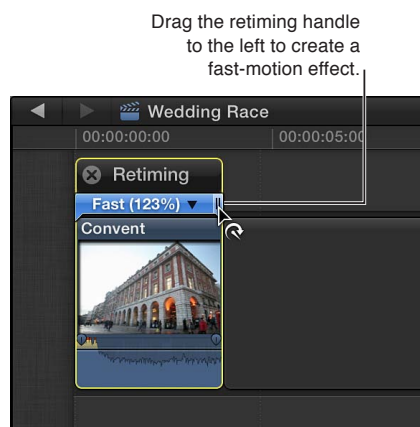 Drag the retiming handle
to the left to create a
fast-motion effect.
Wedding Race
00:00:00:00 00:00:05:00
Retiming
Fast (123%)
Convent